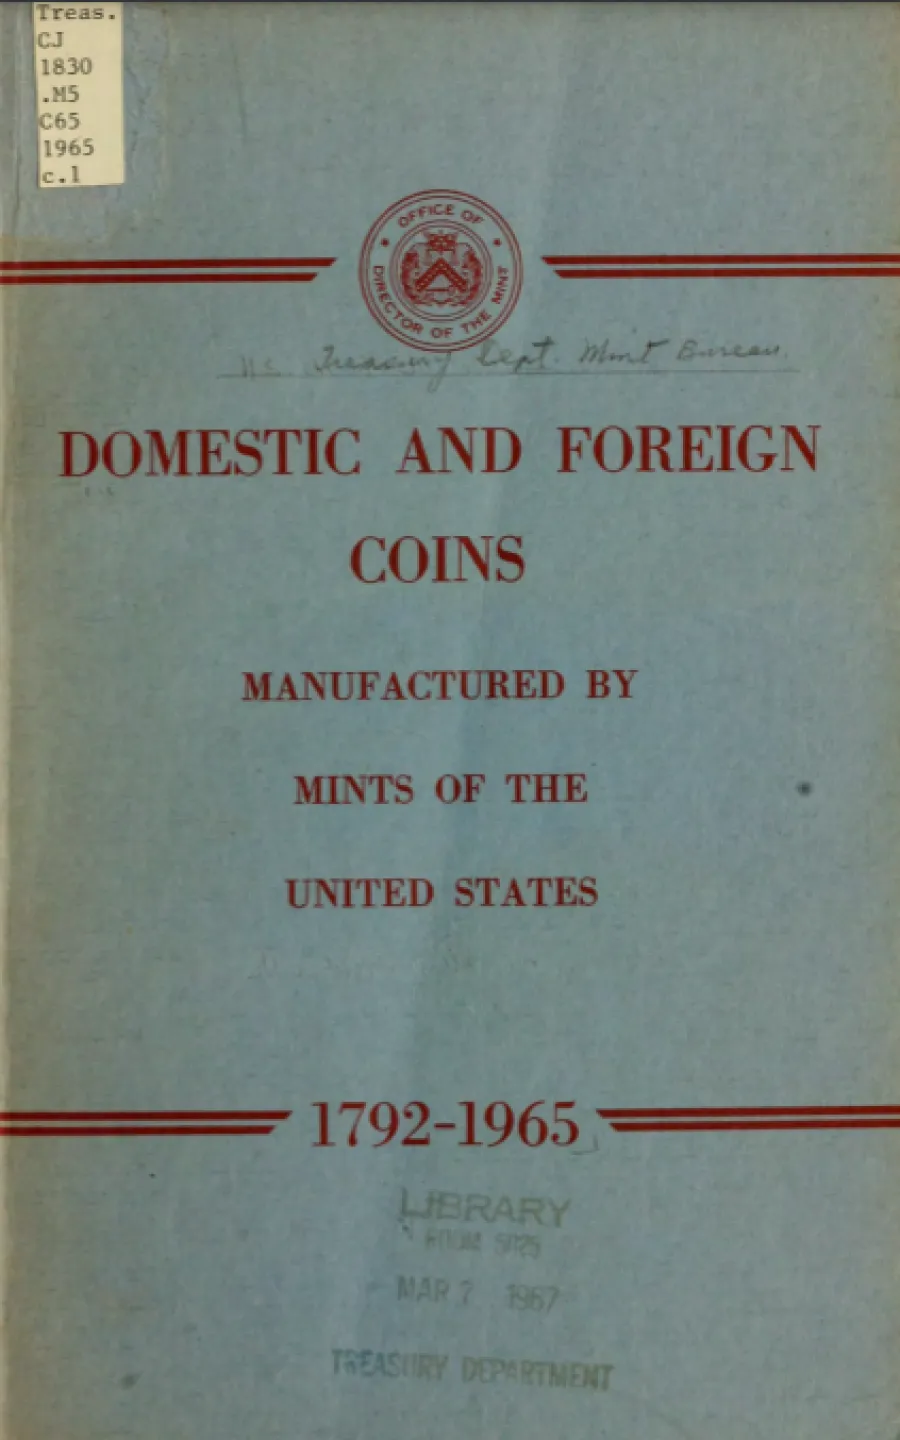 Treas.
CJ
1830
.M5
C65
1965
c.1
OFFICE OF
DIRECTOR OF THE MINT
Treasury Dept. Mint Bureau.
DOMESTIC AND FOREIGN
COINS
MANUFACTURED BY
MINTS OF THE
UNITED STATES
1792-1965
LIBRARY
ROOM
MAR 7 1967
TREASURY DEPARTMENT